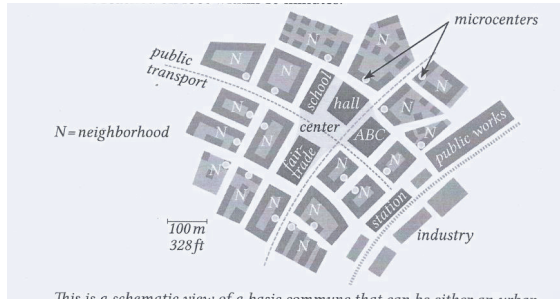 microcenters
public
transport
N
N
N
N
N
school
hall
N
N
N=neighborhood
N
N
center
ABC
N
public works
fair-
trade
N
N
N
N
N
N
station
N
100 m
328 ft
industry
This is a schematic view of a basic commune that can be either an urban